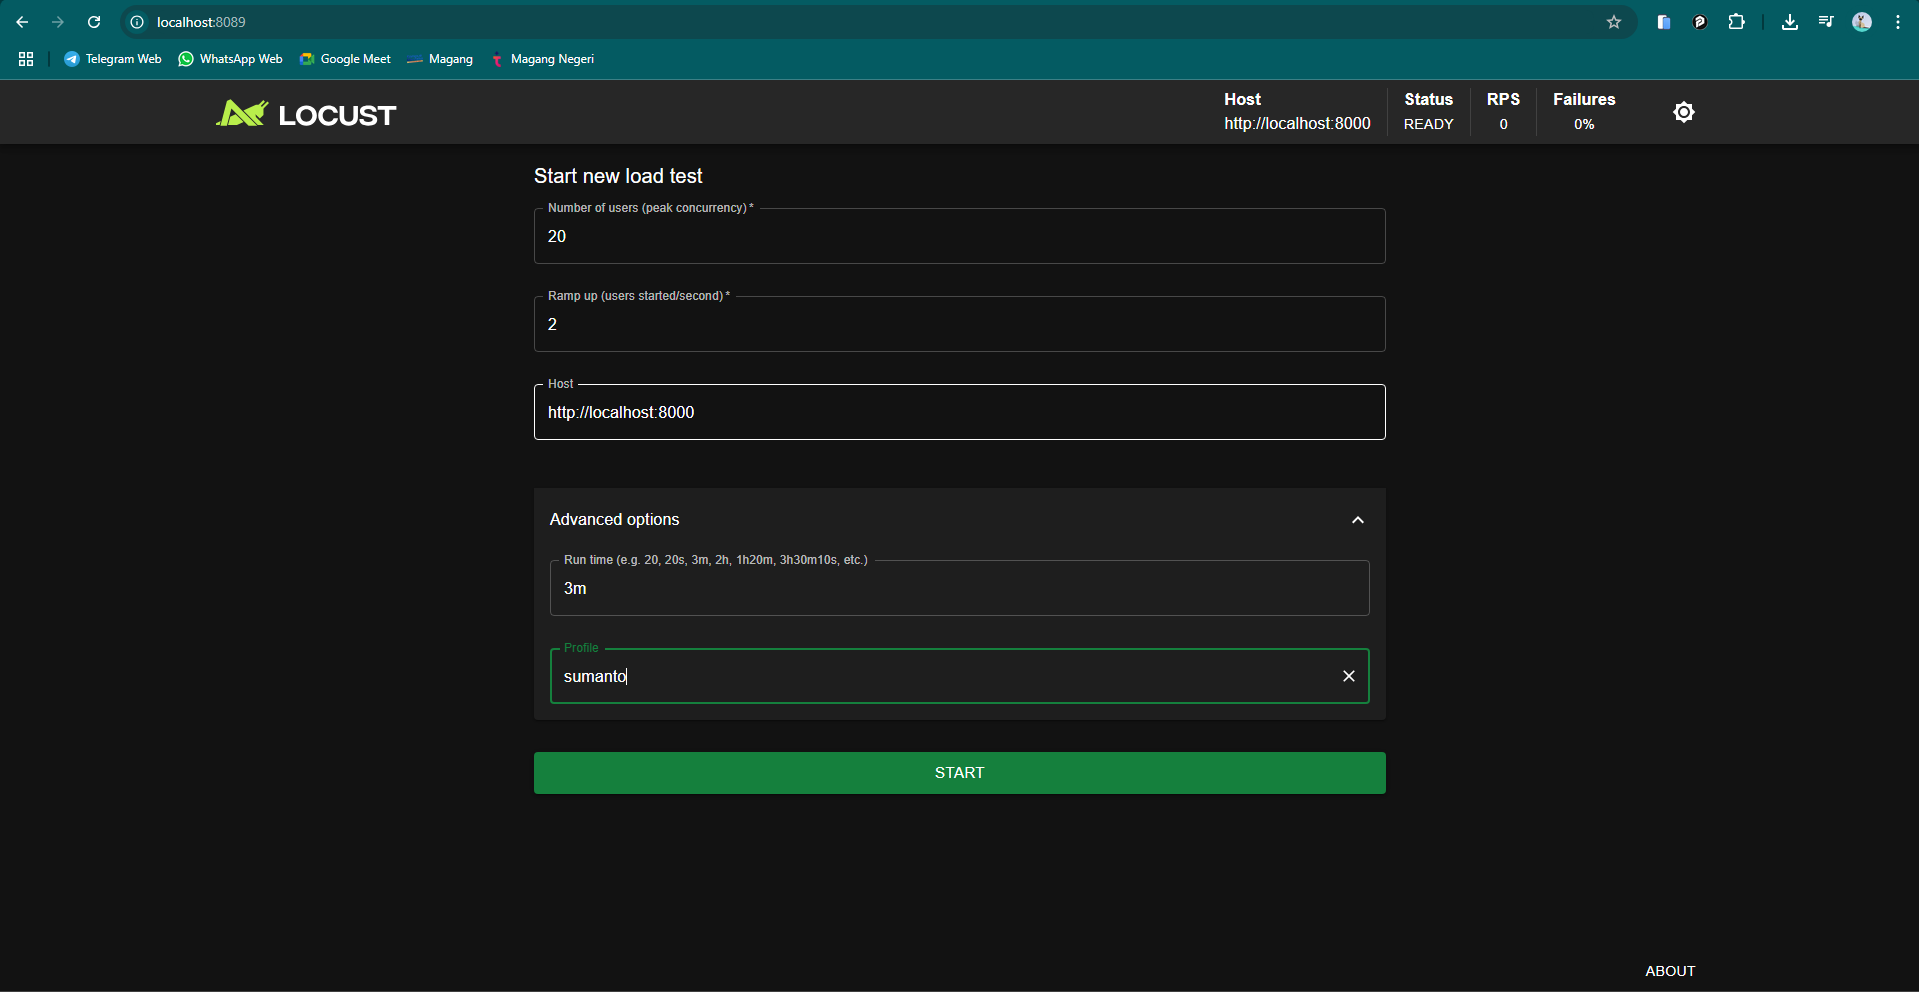 localhost:8089
Telegram Web WhatsApp Web Google Meet Magang Magang Negeri
LOCUST
Host
http://localhost:8000
Status
READY
RPS
0
Failures
0%
Start new load test
Number of users (peak concurrency) *
20
Ramp up (users started/second) *
2
Host
http://localhost:8000
Advanced options
Run time (e.g. 20, 20s, 3m, 2h, 1h20m, 3h30m10s, etc.)
3m
Profile
sumanto
START
ABOUT